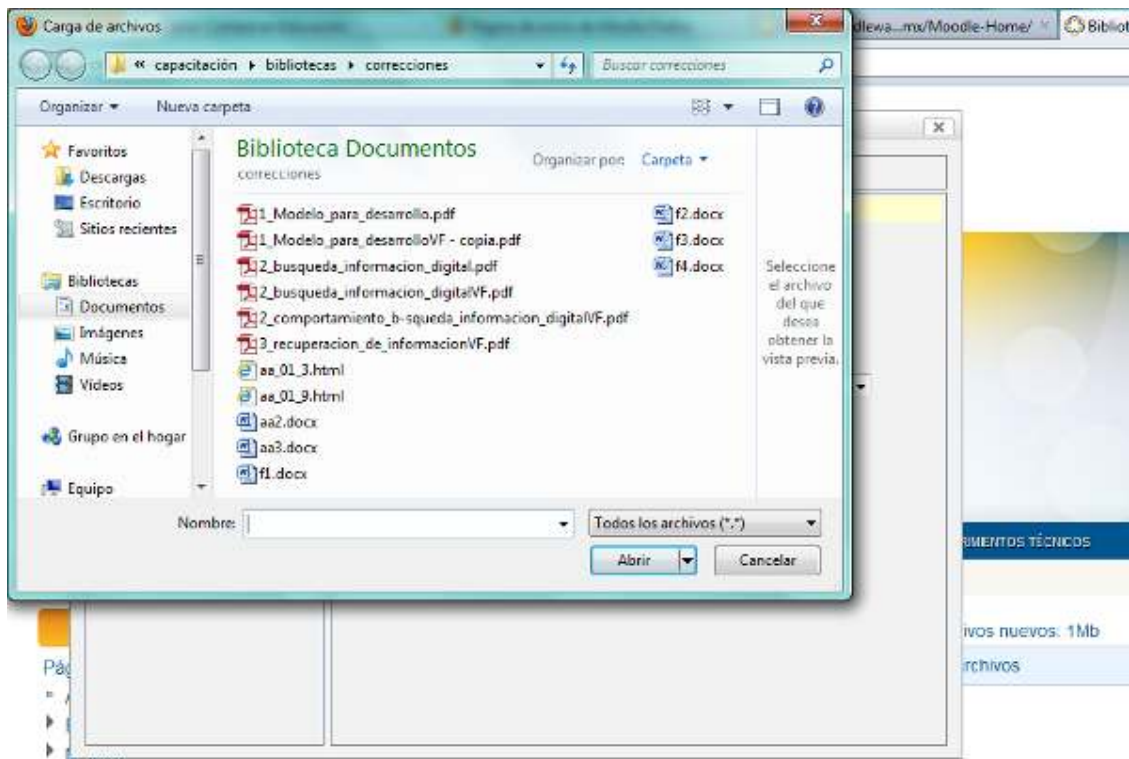 Carga de archivos
dlewa...mx/Moodle-Home/
Bibliot
« capacitación ▸ bibliotecas ▸ correcciones
Buscar correcciones
Organizar
Nueva carpeta
Favoritos
Descargas
Escritorio
Sitios recientes
Bibliotecas
Documentos
Imágenes
Música
Vídeos
Grupo en el hogar
Equipo
Biblioteca Documentos
correcciones
Organizar por:
Carpeta
1_Modelo_para_desarrollo.pdf
1_Modelo_para_desarrolloVF - copia.pdf
2_busqueda_informacion_digital.pdf
2_busqueda_informacion_digitalVF.pdf
2_comportamiento_b-squeda_informacion_digitalVF.pdf
3_recuperacion_de_informacionVF.pdf
aa_01_3.html
aa_01_9.html
aa2.docx
aa3.docx
f1.docx
f2.docx
f3.docx
f4.docx
Seleccione
el archivo
del que
desea
obtener la
vista previa.
Nombre:
Todos los archivos (*.*)
Abrir
Cancelar
RIMENTOS TÉCNICOS
ivos nuevos: 1Mb
rchivos
Pág